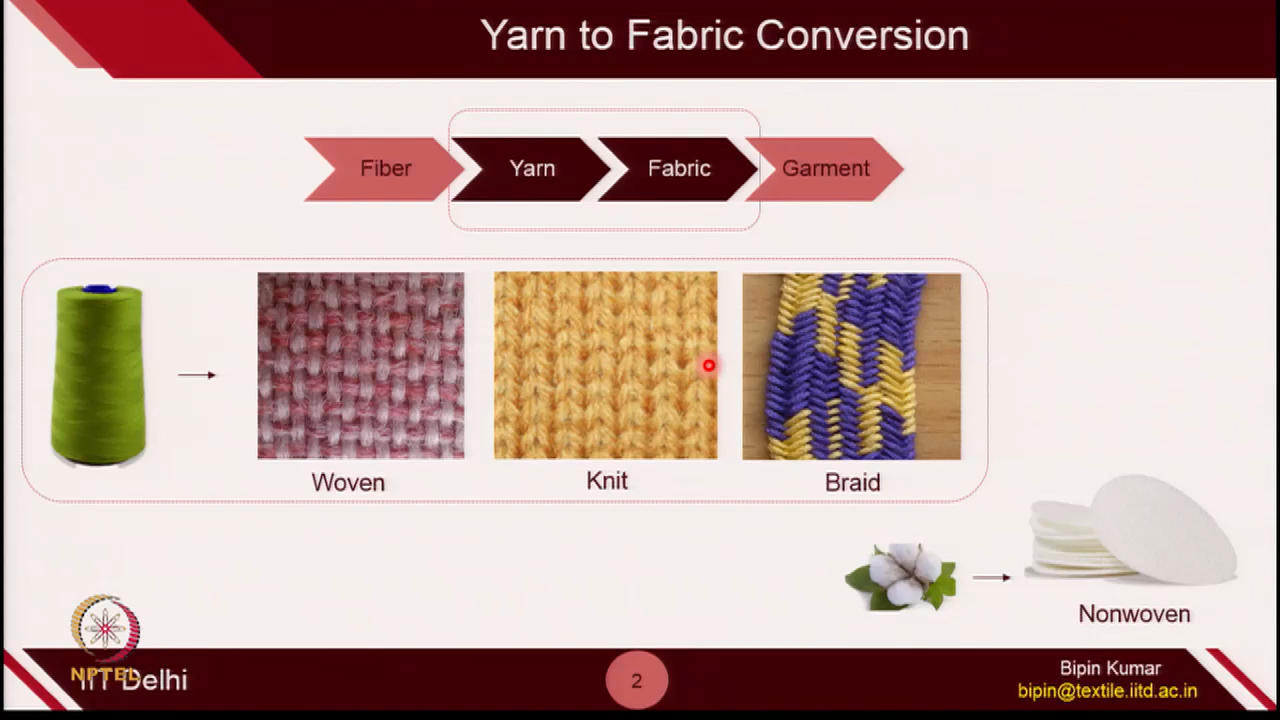 Yarn to Fabric Conversion
Fiber
Yarn
Fabric
Garment
Woven
Knit
Braid
Nonwoven
NPTEL
IIT Delhi
2
Bipin Kumar
bipin@textile.iitd.ac.in